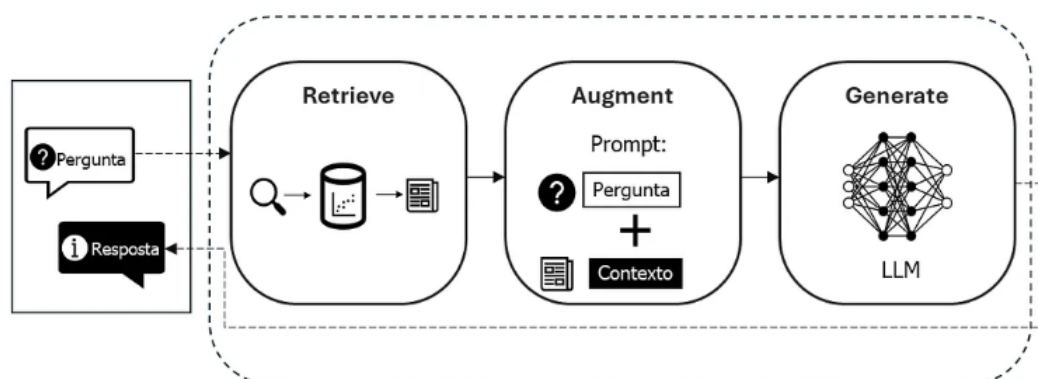 Retrieve
Augment
Generate
Pergunta
Resposta
Prompt:
Pergunta
Contexto
LLM